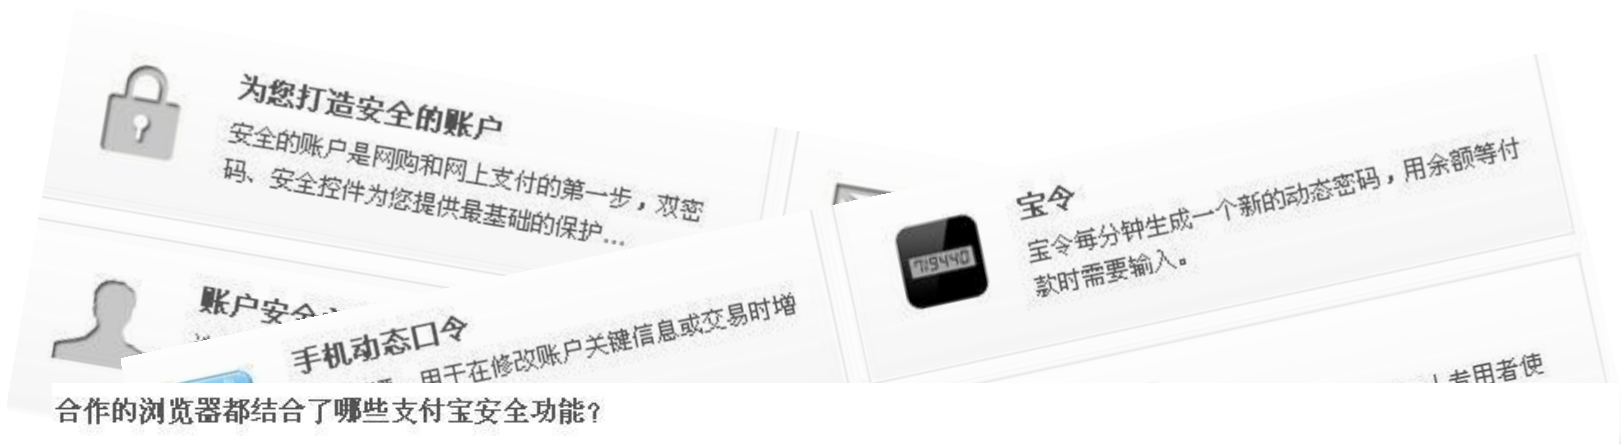 为您打造安全的账户
安全的账户是网购和网上支付的第一步，双密
码、安全控件为您提供最基础的保护...
账户安全
宝令
宝令每分钟生成一个新的动态密码，用余额等付
款时需要输入。
719440
手机动态口令
用于在修改账户关键信息或交易时增
专用者使
合作的浏览器都结合了哪些支付宝安全功能？